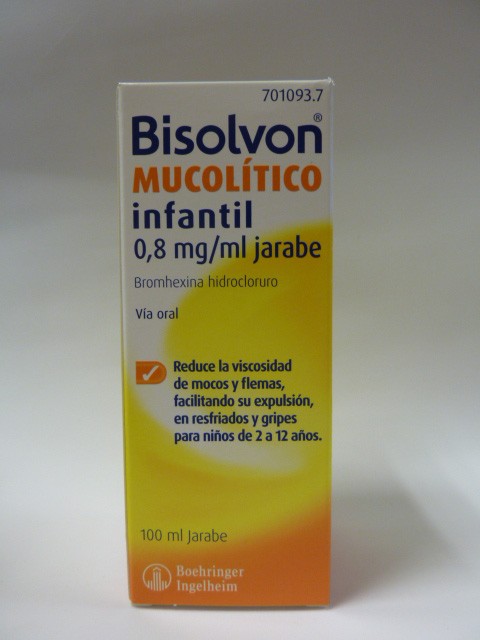 701093.7
Bisolvon®
MUCOLÍTICO
infantil
0,8 mg/ml jarabe
Bromhexina hidrocloruro
Vía oral
Reduce la viscosidad
de mocos y flemas,
facilitando su expulsión,
en resfriados y gripes
para niños de 2 a 12 años.
100 ml Jarabe
Boehringer
Ingelheim